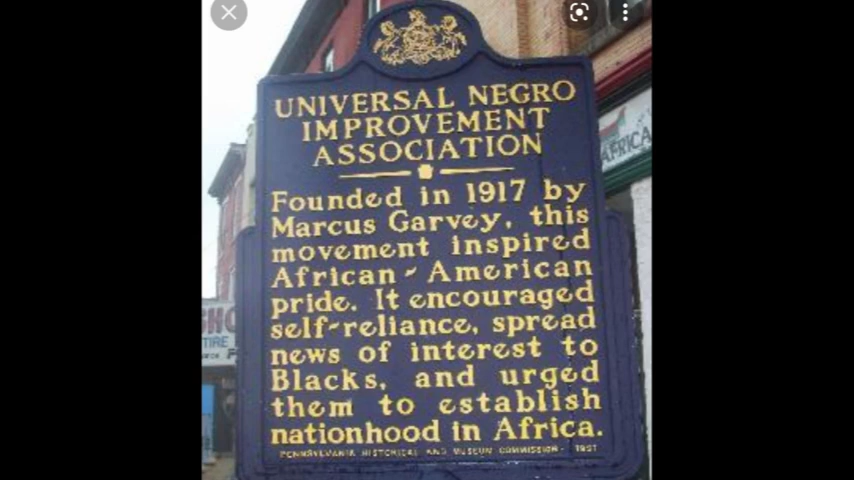 UNIVERSAL NEGRO
IMPROVEMENT
ASSOCIATION
Founded in 1917 by
Marcus Garvey, this
movement inspired
African-American
pride. It encouraged
self-reliance, spread
news of interest to
Blacks, and urged
them to establish
nationhood in Africa.
PENNSYLVANIA HISTORICAL AND MUSEUM COMMISSION - 1991
AFRICA
TIRE